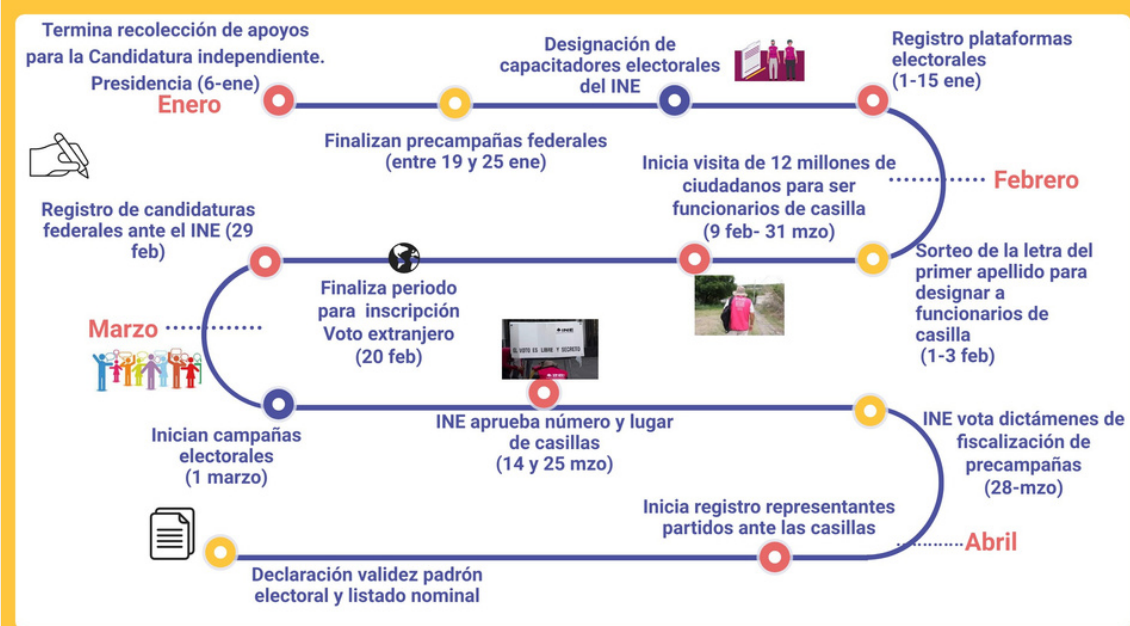 Termina recolección de apoyos
para la Candidatura independiente.
Presidencia (6-ene)
Enero
Finalizan precampañas federales
(entre 19 y 25 ene)
Designación de
capacitadores electorales
del INE
Registro plataformas
electorales
(1-15 ene)
Febrero
Sorteo de la letra del
primer apellido para
designar a
funcionarios de
casilla
(1-3 feb)
Inicia visita de 12 millones de
ciudadanos para ser
funcionarios de casilla
(9 feb- 31 mzo)
Finaliza periodo
para inscripción
Voto extranjero
(20 feb)
Registro de candidaturas
federales ante el INE (29
feb)
Marzo
Inician campañas
electorales
(1 marzo)
INE
EL VOTO ES LIBRE Y SECRETO
INE aprueba número y lugar
de casillas
(14 y 25 mzo)
INE vota dictámenes de
fiscalización de
precampañas
(28-mzo)
Abril
Inicia registro representantes
partidos ante las casillas
Declaración validez padrón
electoral y listado nominal